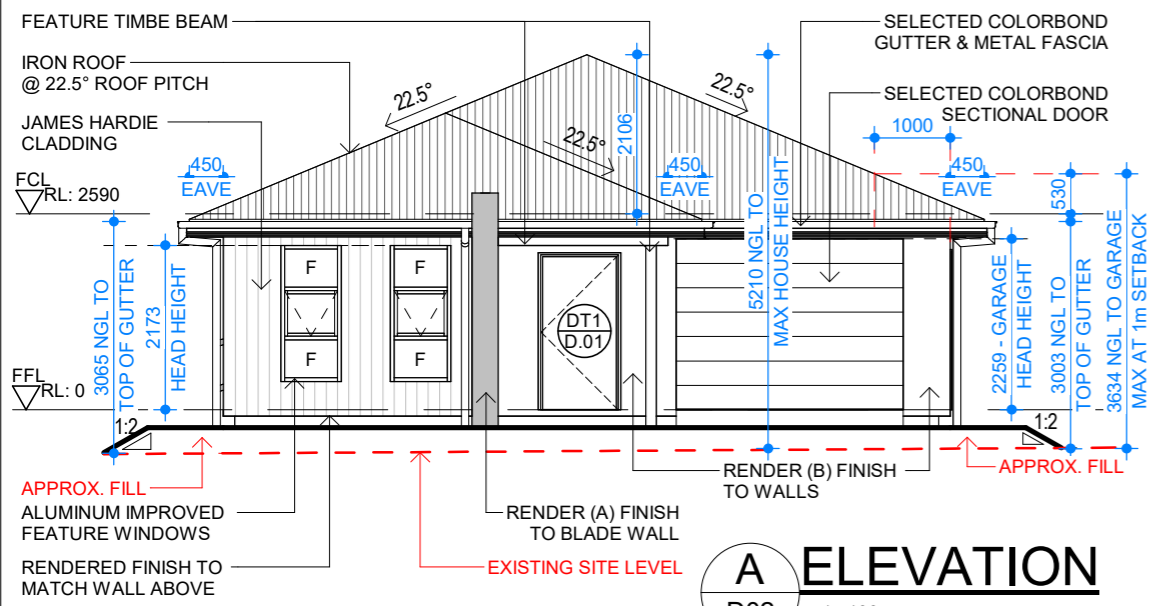 FEATURE TIMBE BEAM
IRON ROOF
@ 22.5° ROOF PITCH
JAMES HARDIE
CLADDING
SELECTED COLORBOND
GUTTER & METAL FASCIA
SELECTED COLORBOND
SECTIONAL DOOR
22.5°
22.5°
22.5°
2106
1000
450
EAVE
450
EAVE
450
EAVE
530
FCL
RL: 2590
FFL
RL: 0
3065 NGL TO
TOP OF GUTTER
2173
HEAD HEIGHT
F
F
F
F
DT1
D.01
5210 NGL TO
MAX HOUSE HEIGHT
2259 - GARAGE
HEAD HEIGHT
3003 NGL TO
TOP OF GUTTER
3634 NGL TO GARAGE
MAX AT 1m SETBACK
1:2
1:2
APPROX. FILL
ALUMINUM IMPROVED
FEATURE WINDOWS
RENDERED FINISH TO
MATCH WALL ABOVE
RENDER (A) FINISH
TO BLADE WALL
EXISTING SITE LEVEL
RENDER (B) FINISH
TO WALLS
APPROX. FILL
A
ELEVATION